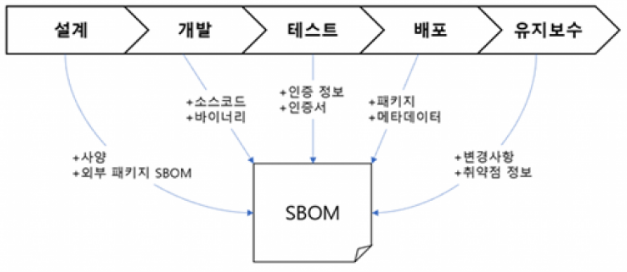 설계
개발
테스트
배포
유지보수
+소스코드
+바이너리
+인증 정보
+인증서
+패키지
+메타데이터
+사양
+외부 패키지 SBOM
+변경사항
+취약점 정보
SBOM